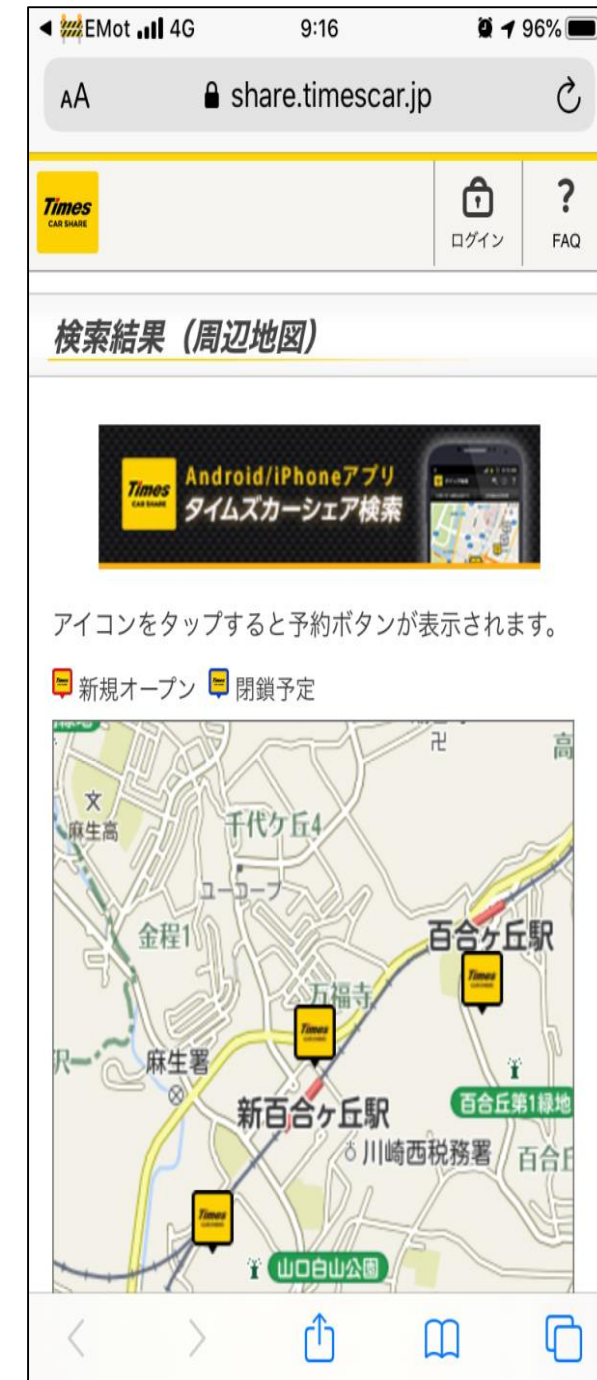 EMot 4G 9:16 96%
AA share.timescar.jp
Times
CAR SHARE
ログイン
?
FAQ
検索結果（周辺地図）
Times
CAR SHARE
Android/iPhoneアプリ
タイムズカーシェア検索
アイコンをタップすると予約ボタンが表示されます。
新規オープン 閉鎖予定
高
文
麻生高
千代ケ丘4
ユーコープ
金程1
百合ヶ丘駅
Times
万福寺
Times
麻生署
新百合ヶ丘駅
百合丘第1緑地
川崎西税務署
百合
Times
山口白山公園